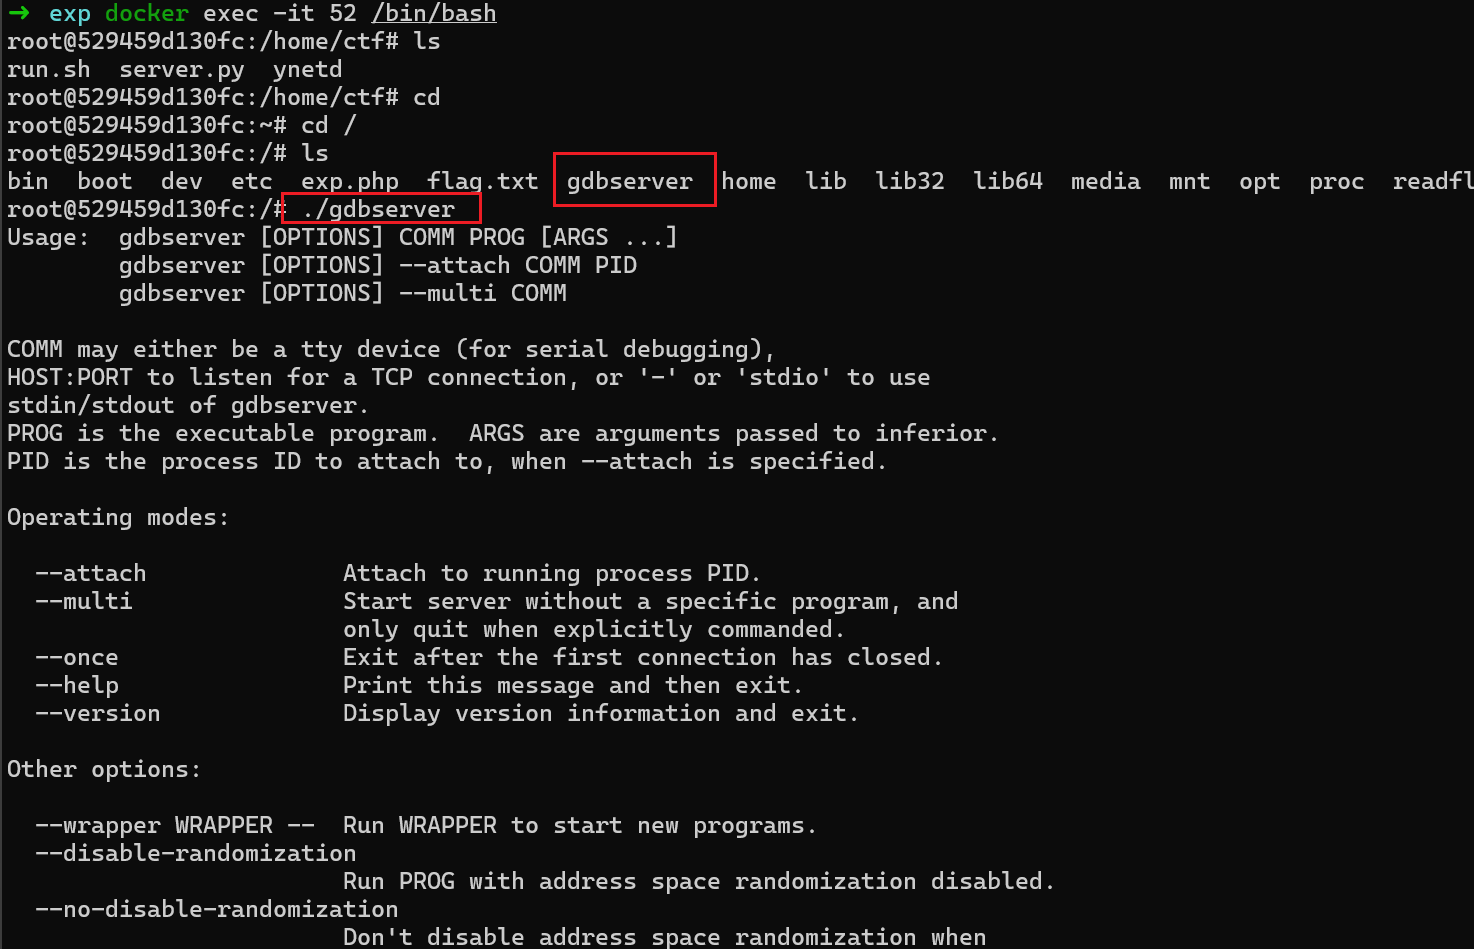 → exp docker exec -it 52 /bin/bash
root@529459d130fc:/home/ctf# ls
run.sh  server.py  ynetd
root@529459d130fc:/home/ctf# cd
root@529459d130fc:~# cd /
root@529459d130fc:/# ls
bin  boot  dev  etc  exp.php  flag.txt  gdbserver  home  lib  lib32  lib64  media  mnt  opt  proc  readfl
root@529459d130fc:/# ./gdbserver
Usage:  gdbserver [OPTIONS] COMM PROG [ARGS ...]
        gdbserver [OPTIONS] --attach COMM PID
        gdbserver [OPTIONS] --multi COMM
COMM may either be a tty device (for serial debugging),
HOST:PORT to listen for a TCP connection, or '-' or 'stdio' to use
stdin/stdout of gdbserver.
PROG is the executable program.  ARGS are arguments passed to inferior.
PID is the process ID to attach to, when --attach is specified.
Operating modes:
  --attach              Attach to running process PID.
  --multi               Start server without a specific program, and
                        only quit when explicitly commanded.
  --once                Exit after the first connection has closed.
  --help                Print this message and then exit.
  --version             Display version information and exit.
Other options:
  --wrapper WRAPPER --  Run WRAPPER to start new programs.
  --disable-randomization
                        Run PROG with address space randomization disabled.
  --no-disable-randomization
                        Don't disable address space randomization when